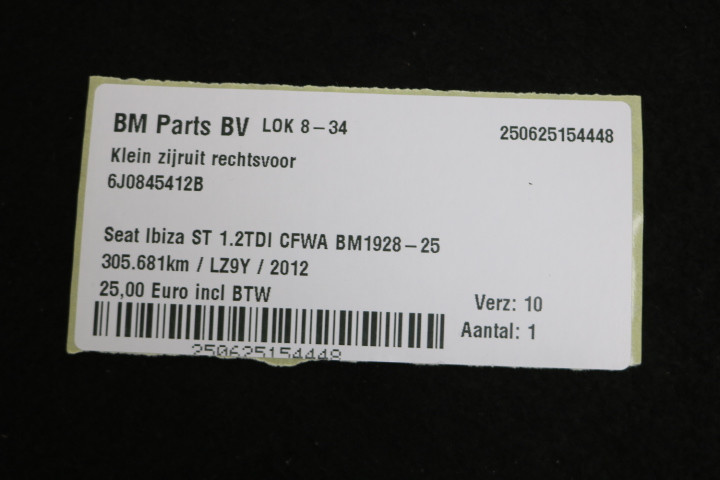 BM Parts BV LOK 8-34 250625154448
Klein zijruit rechtsvoor
6J0845412B
Seat Ibiza ST 1.2TDI CFWA BM1928-25
305.681km / LZ9Y / 2012
25,00 Euro incl BTW
Verz: 10
Aantal: 1
250625154448